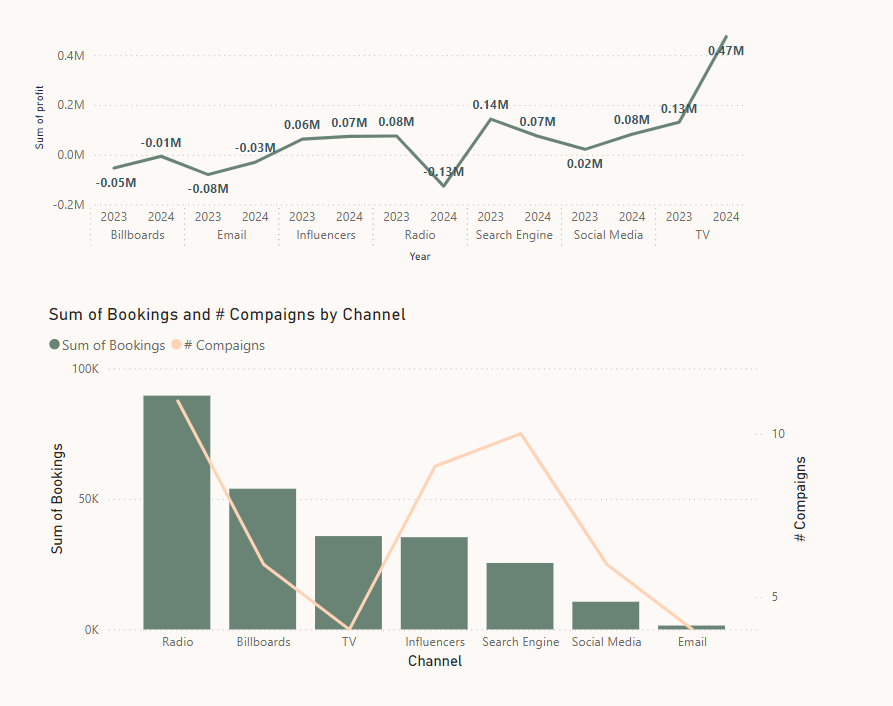 0.4M
0.2M
0.0M
-0.2M
Sum of profit
-0.05M
-0.01M
-0.08M
-0.03M
0.06M
0.07M
0.08M
-0.13M
0.14M
0.07M
0.02M
0.08M
0.13M
0.47M
2023 2024 2023 2024 2023 2024 2023 2024 2023 2024 2023 2024 2023 2024
Billboards Email Influencers Radio Search Engine Social Media TV
Year
Sum of Bookings and # Compaigns by Channel
Sum of Bookings # Compaigns
100K
50K
0K
Sum of Bookings
10
5
# Compaigns
Radio Billboards TV Influencers Search Engine Social Media Email
Channel